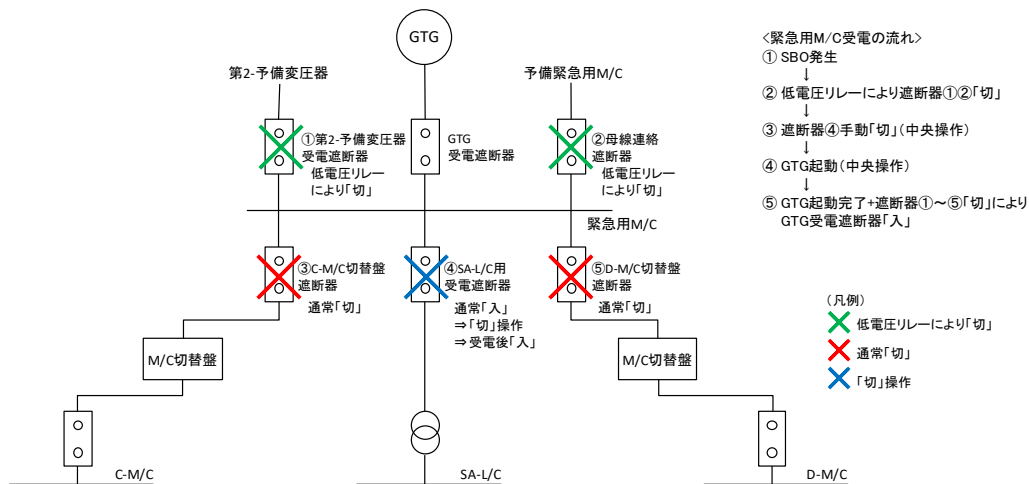 GTG
第2-予備変圧器
予備緊急用M/C
①第2-予備変圧器
受電遮断器
低電圧リレー
により「切」
GTG
受電遮断器
②母線連絡
遮断器
低電圧リレー
により「切」
緊急用M/C
③C-M/C切替盤
遮断器
通常「切」
④SA-L/C用
受電遮断器
通常「入」
⇒「切」操作
⇒受電後「入」
⑤D-M/C切替盤
遮断器
通常「切」
M/C切替盤
M/C切替盤
C-M/C
SA-L/C
D-M/C
<緊急用M/C受電の流れ>
① SBO発生
↓
② 低電圧リレーにより遮断器①②「切」
↓
③ 遮断器④手動「切」(中央操作)
↓
④ GTG起動(中央操作)
↓
⑤ GTG起動完了+遮断器①~⑤「切」により
GTG受電遮断器「入」
(凡例)
低電圧リレーにより「切」
通常「切」
「切」操作